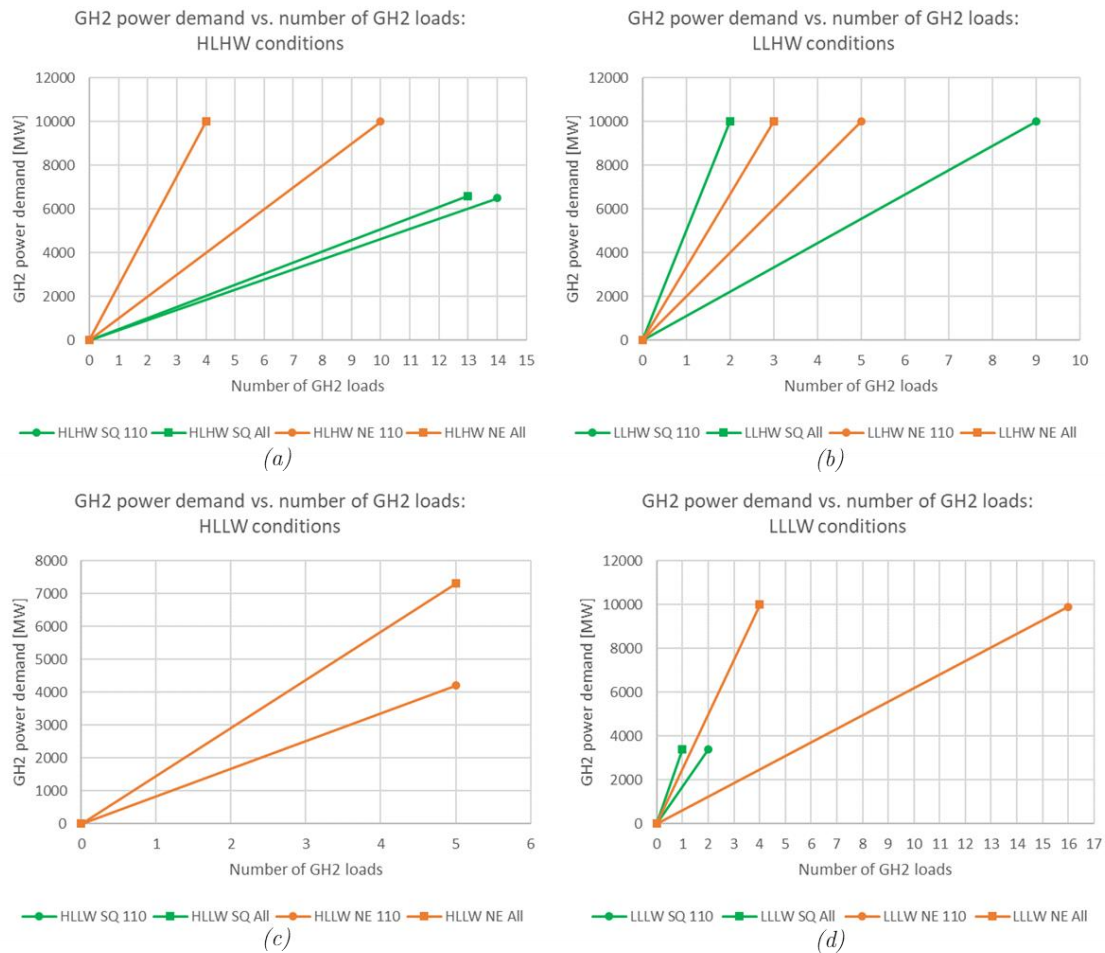 GH2 power demand vs. number of GH2 loads:
HLHW conditions
GH2 power demand [MW]
12000
10000
8000
6000
4000
2000
0
0 1 2 3 4 5 6 7 8 9 10 11 12 13 14 15
Number of GH2 loads
HLHW SQ 110 HLHW SQ All HLHW NE 110 HLHW NE All
(a)
GH2 power demand vs. number of GH2 loads:
LLHW conditions
GH2 power demand [MW]
12000
10000
8000
6000
4000
2000
0
0 1 2 3 4 5 6 7 8 9 10
Number of GH2 loads
LLHW SQ 110 LLHW SQ All LLHW NE 110 LLHW NE All
(b)
GH2 power demand vs. number of GH2 loads:
HLLW conditions
GH2 power demand [MW]
8000
7000
6000
5000
4000
3000
2000
1000
0
0 1 2 3 4 5 6
Number of GH2 loads
HLLW SQ 110 HLLW SQ All HLLW NE 110 HLLW NE All
(c)
GH2 power demand vs. number of GH2 loads:
LLLW conditions
GH2 power demand [MW]
12000
10000
8000
6000
4000
2000
0
0 1 2 3 4 5 6 7 8 9 10 11 12 13 14 15 16 17
Number of GH2 loads
LLLW SQ 110 LLLW SQ All LLLW NE 110 LLLW NE All
(d)